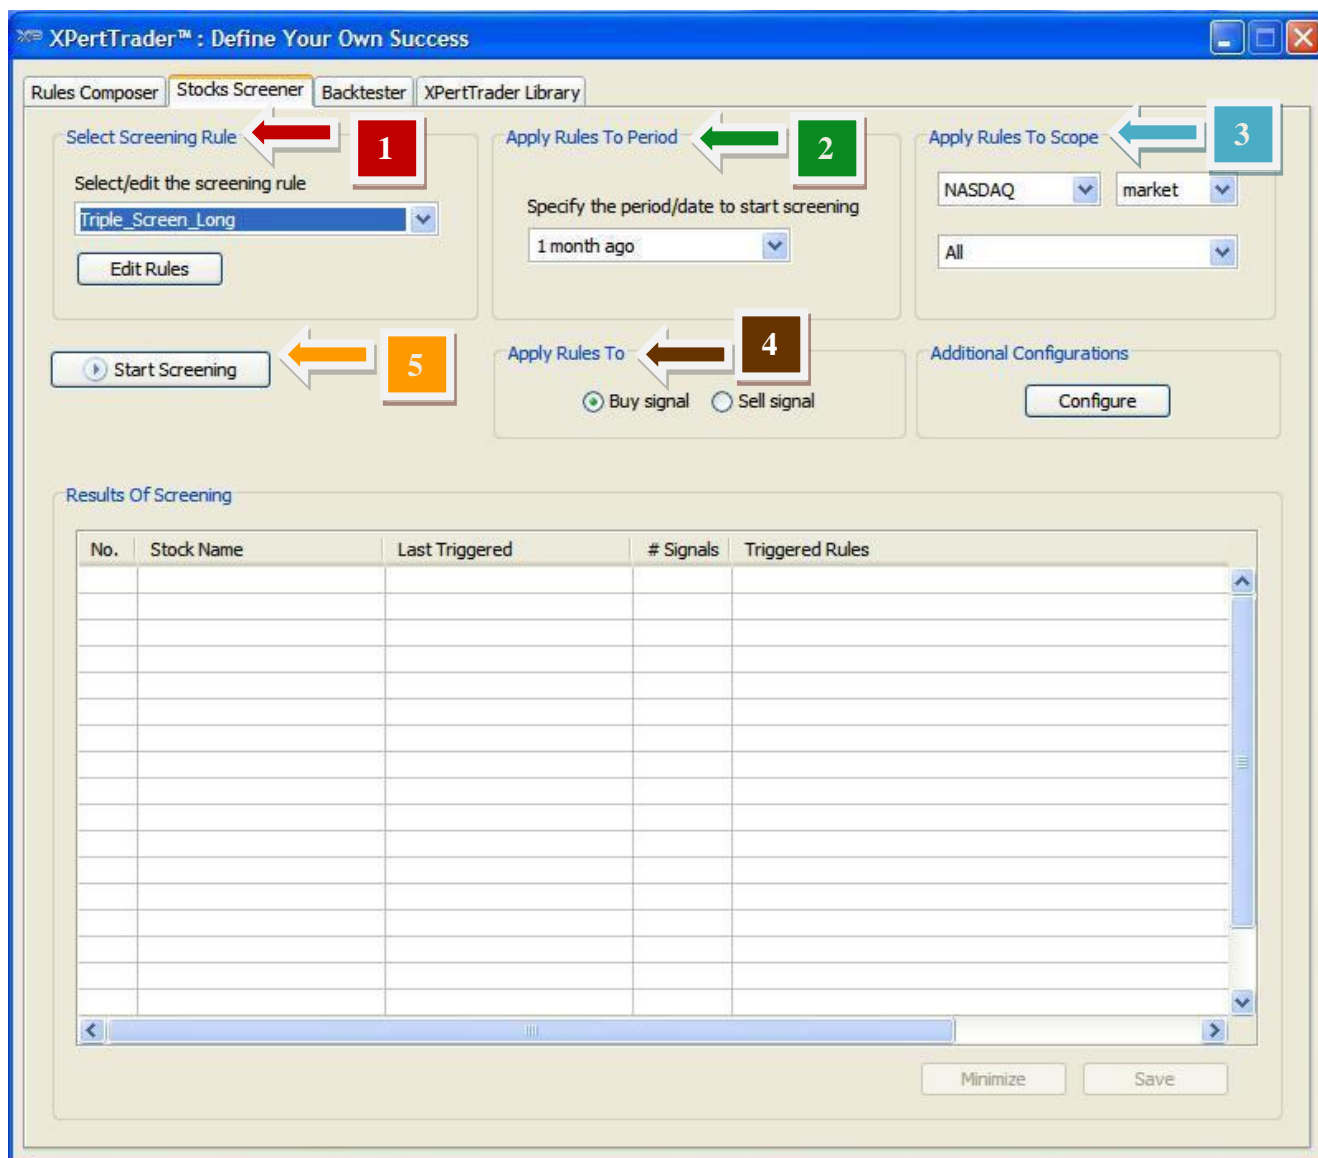 XP XPertTrader™ : Define Your Own Success
Rules Composer Stocks Screener Backtester XPertTrader Library
Select Screening Rule 1 Apply Rules To Period 2 Apply Rules To Scope 3
Select/edit the screening rule
Triple_Screen_Long
Edit Rules
Specify the period/date to start screening
1 month ago
NASDAQ market
All
Start Screening 5 Apply Rules To 4 Additional Configurations
Buy signal Sell signal Configure
Results Of Screening
No. Stock Name Last Triggered # Signals Triggered Rules
Minimize Save